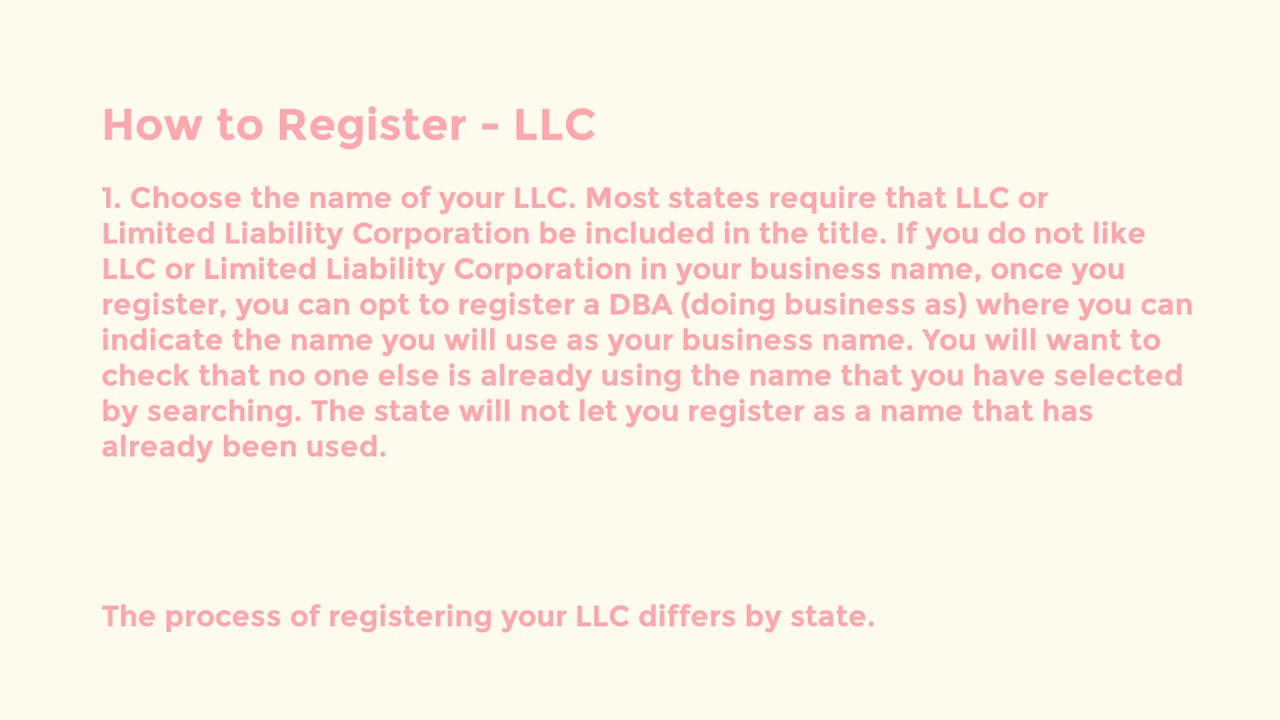 How to Register - LLC
1. Choose the name of your LLC. Most states require that LLC or
Limited Liability Corporation be included in the title. If you do not like
LLC or Limited Liability Corporation in your business name, once you
register, you can opt to register a DBA (doing business as) where you can
indicate the name you will use as your business name. You will want to
check that no one else is already using the name that you have selected
by searching. The state will not let you register as a name that has
already been used.
The process of registering your LLC differs by state.